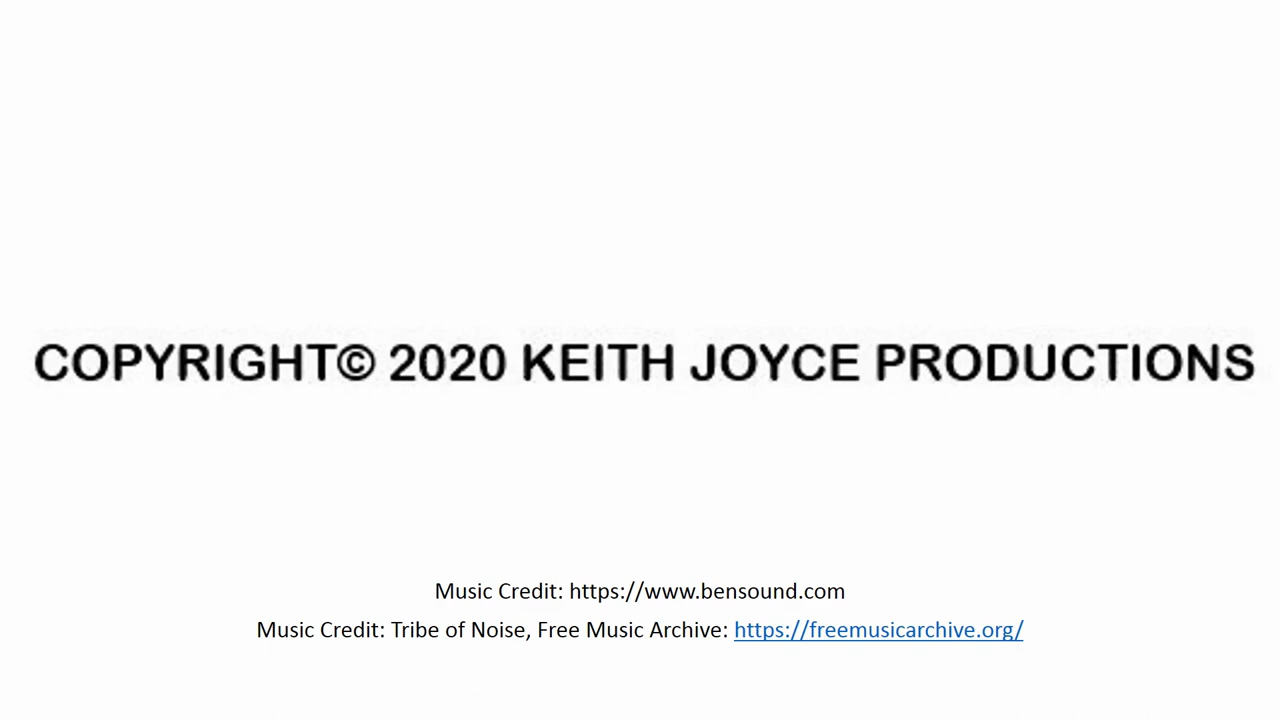 COPYRIGHT© 2020 KEITH JOYCE PRODUCTIONS
Music Credit: https://www.bensound.com
Music Credit: Tribe of Noise, Free Music Archive: https://freemusicarchive.org/